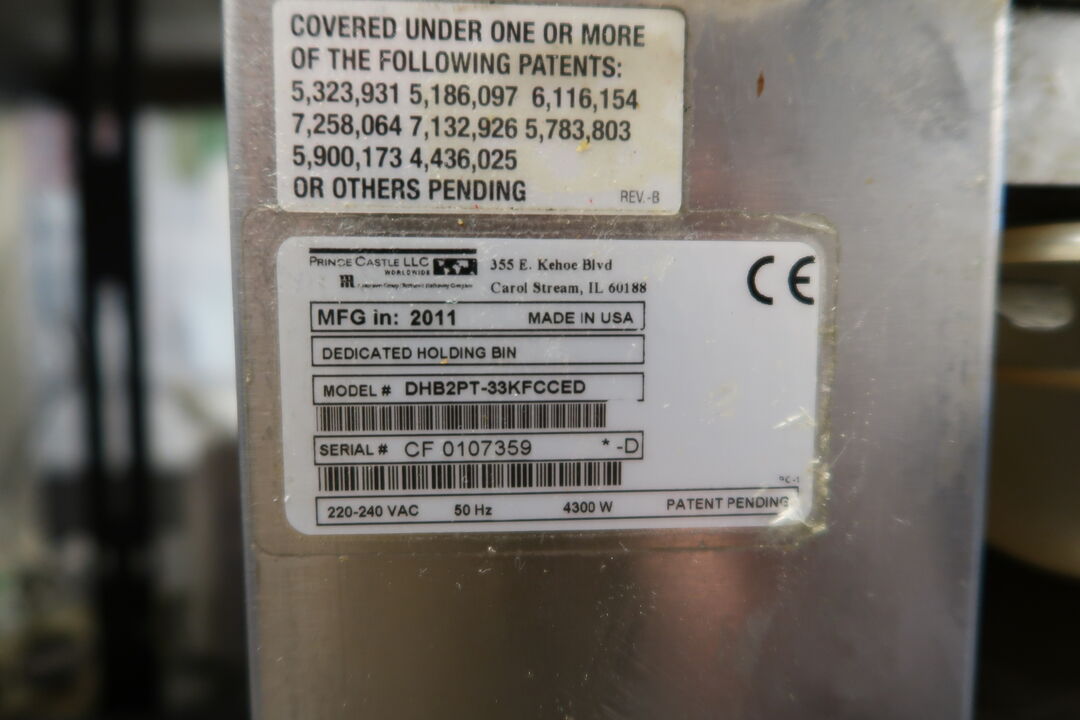 COVERED UNDER ONE OR MORE
OF THE FOLLOWING PATENTS:
5,323,931 5,186,097 6,116,154
7,258,064 7,132,926 5,783,803
5,900,173 4,436,025
OR OTHERS PENDING REV.-B
PRINCE CASTLE LLC 355 E. Kehoe Blvd
WORLDWIDE
Carol Stream, IL 60188
CE
MFG in: 2011 MADE IN USA
DEDICATED HOLDING BIN
MODEL # DHB2PT-33KFCCED
SERIAL # CF 0107359 * -D
220-240 VAC 50 Hz 4300 W PATENT PENDING